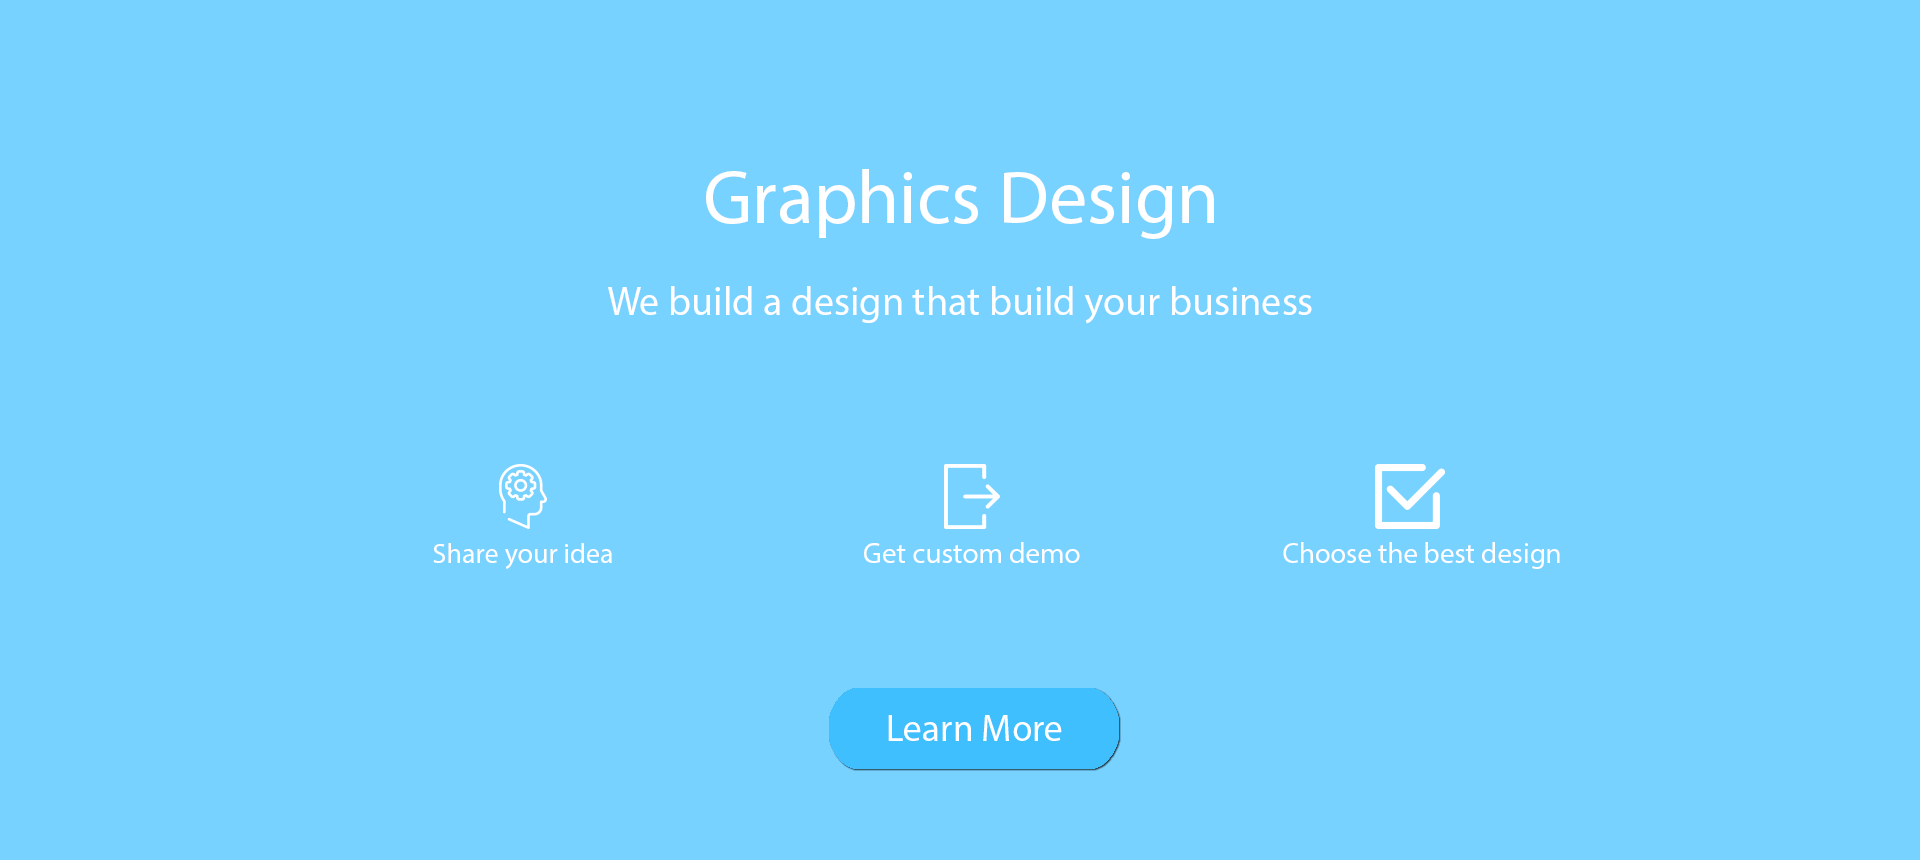 Graphics Design
We build a design that build your business
Share your idea
Get custom demo
Choose the best design
Learn More